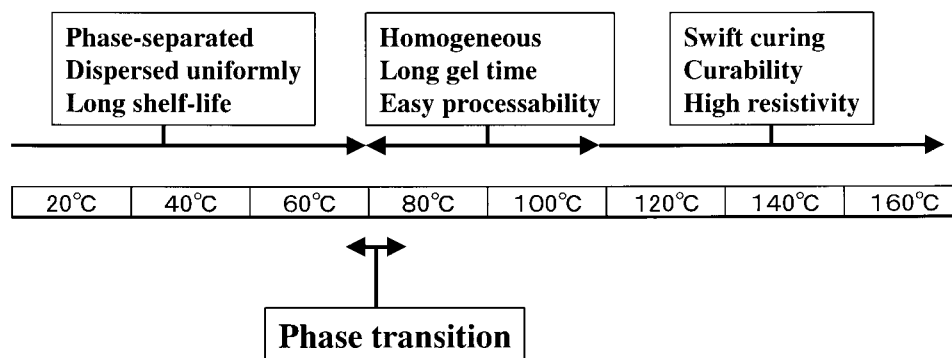 Phase-separated
Dispersed uniformly
Long shelf-life
Homogeneous
Long gel time
Easy processability
Swift curing
Curability
High resistivity
20°C 40°C 60°C 80°C 100°C 120°C 140°C 160°C
Phase transition